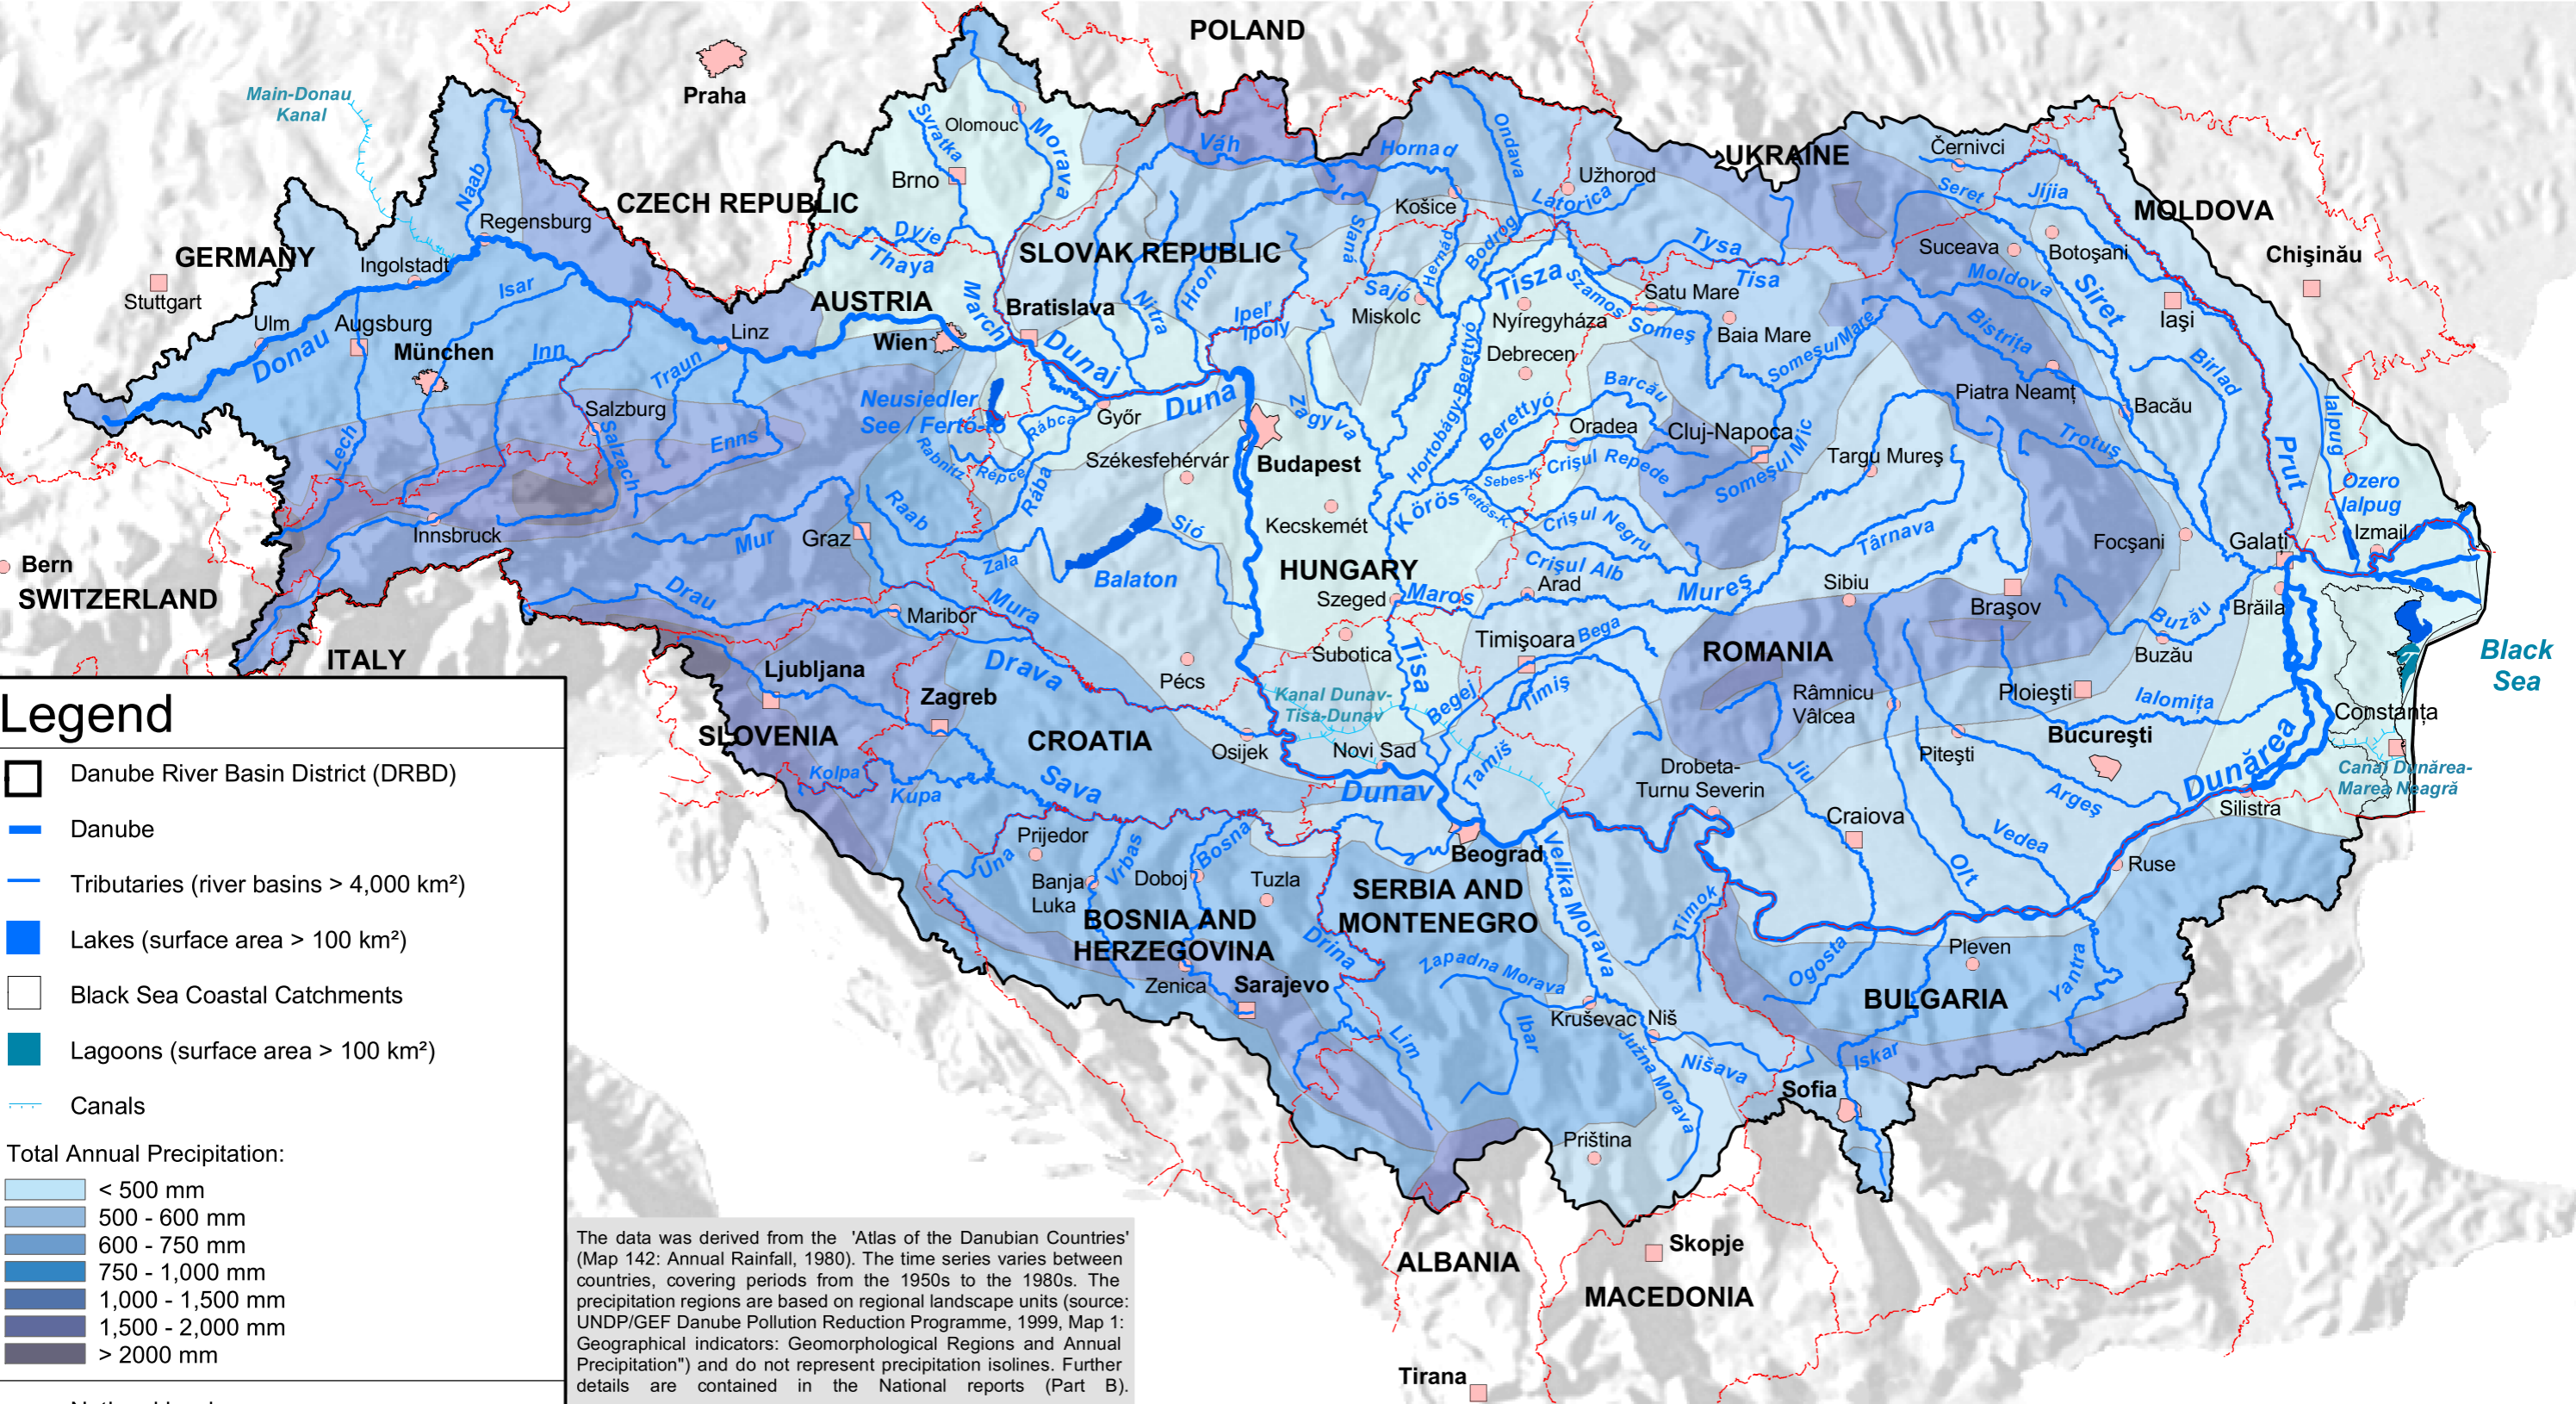 POLAND
Main-Donau
Kanal
Praha
Svratka
Olomouc
Morava
Váh
Hornad
Ondava
UKRAINE
Černivci
Naab
Brno
Užhorod
Latorica
Seret
Jijia
CZECH REPUBLIC
Košice
MOLDOVA
Regensburg
Dyje
Thaya
SLOVAK REPUBLIC
Slaná
Hernád
Bodrog
Tysa
Tisa
Suceava
Botoşani
Chişinău
GERMANY
Ingolstadt
Isar
Stuttgart
AUSTRIA
March
Bratislava
Nitra
Hron
Ipeľ
Ipoly
Sajó
Miskolc
Tisza
Szamos
Someş
Satu Mare
Moldova
Siret
Iaşi
Ulm
Augsburg
Linz
Wien
Nyíregyháza
Baia Mare
SomeşulMare
Bistriţa
Donau
München
Inn
Traun
Dunaj
Debrecen
Birlad
Neusiedler
See / Fertő-tó
Duna
Győr
Zagyva
Hortobágy-Berettyó
Barcău
Piatra Neamţ
Bacău
Salzburg
Salzach
Enns
Lech
Rábca
Rabnitz
Répce
Rába
Székesfehérvár
Budapest
Berettyó
Oradea
Cluj-Napoca
Someşul Mic
Targu Mureş
Trotuş
Prut
Ialpug
Ozero
Ialpug
Raab
Sebes-K.
Crişul Repede
Kettős-K.
Körös
Crişul Negru
Innsbruck
Mur
Graz
Sió
Kecskemét
Târnava
Focşani
Galaţi
Izmail
Bern
SWITZERLAND
Zala
Balaton
HUNGARY
Crişul Alb
Arad
Mureş
Sibiu
Braşov
Brăila
Drau
Maribor
Mura
Szeged
Maros
Buzău
Buzău
ITALY
Ljubljana
Drava
Pécs
Subotica
Tisa
Timişoara
Bega
ROMANIA
Black
Sea
Zagreb
Kanal Dunav-
Tisa-Dunav
Begej
Timiş
Râmnicu
Vâlcea
Ploieşti
Ialomiţa
Constanţa
SLOVENIA
CROATIA
Osijek
Novi Sad
Tamiš
Drobeta-
Turnu Severin
Jiu
Piteşti
Bucureşti
Dunărea
Canal Dunărea-
Marea Neagră
Kolpa
Kupa
Sava
Dunav
Argeş
Silistra
Prijedor
Una
Vrbas
Bosna
Beograd
Velika Morava
Craiova
Vedea
Banja
Luka
Doboj
Tuzla
SERBIA AND
MONTENEGRO
Timok
Olt
Ruse
BOSNIA AND
HERZEGOVINA
Drina
Zapadna Morava
Ogosta
Pleven
Yantra
Zenica
Sarajevo
BULGARIA
Lim
Ibar
Kruševac
Niš
Južna Morava
Nišava
Iskar
Sofia
Priština
ALBANIA
Skopje
MACEDONIA
Tirana
Legend
Danube River Basin District (DRBD)
Danube
Tributaries (river basins > 4,000 km²)
Lakes (surface area > 100 km²)
Black Sea Coastal Catchments
Lagoons (surface area > 100 km²)
Canals
Total Annual Precipitation:
< 500 mm
500 - 600 mm
600 - 750 mm
750 - 1,000 mm
1,000 - 1,500 mm
1,500 - 2,000 mm
> 2000 mm
The data was derived from the 'Atlas of the Danubian Countries'
(Map 142: Annual Rainfall, 1980). The time series varies between
countries, covering periods from the 1950s to the 1980s. The
precipitation regions are based on regional landscape units (source:
UNDP/GEF Danube Pollution Reduction Programme, 1999, Map 1:
Geographical indicators: Geomorphological Regions and Annual
Precipitation") and do not represent precipitation isolines. Further
details are contained in the National reports (Part B).